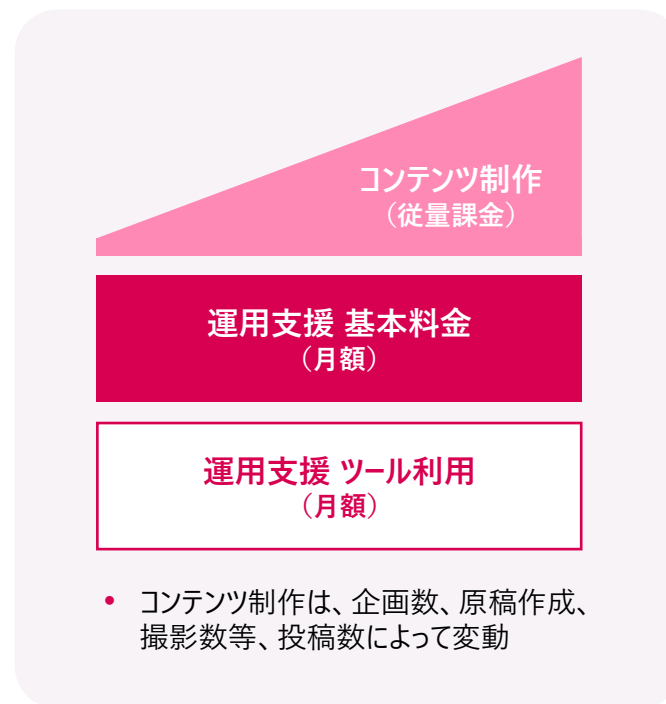 コンテンツ制作
（従量課金）
運用支援 基本料金
（月額）
運用支援 ツール利用
（月額）
• コンテンツ制作は、企画数、原稿作成、
撮影数等、投稿数によって変動